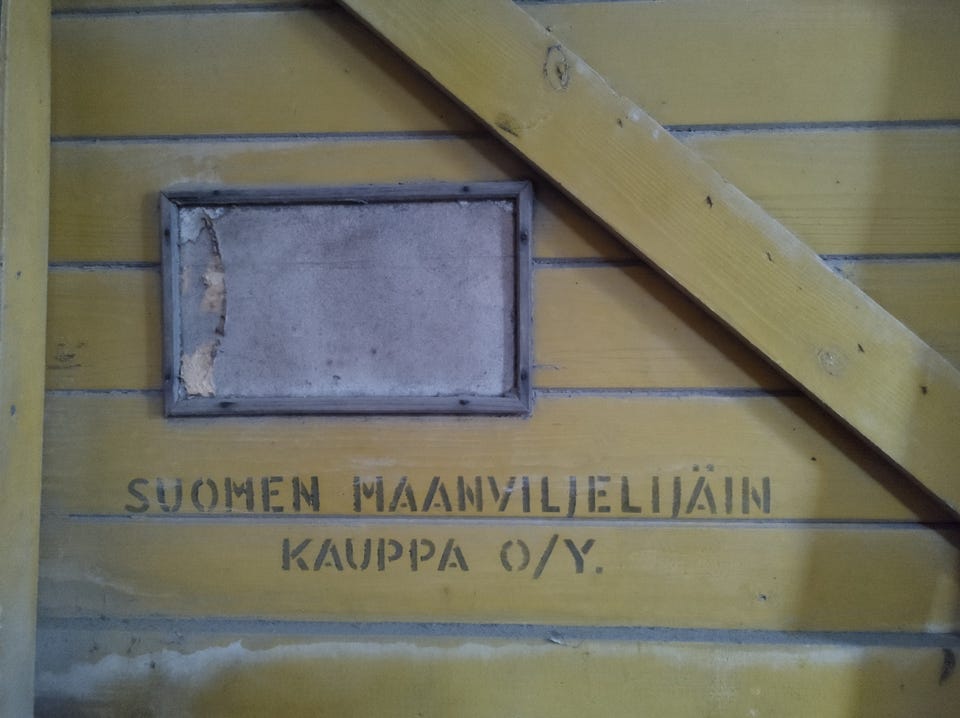 SUOMEN MAANVILJELIJÄIN
KAUPPA O/Y.